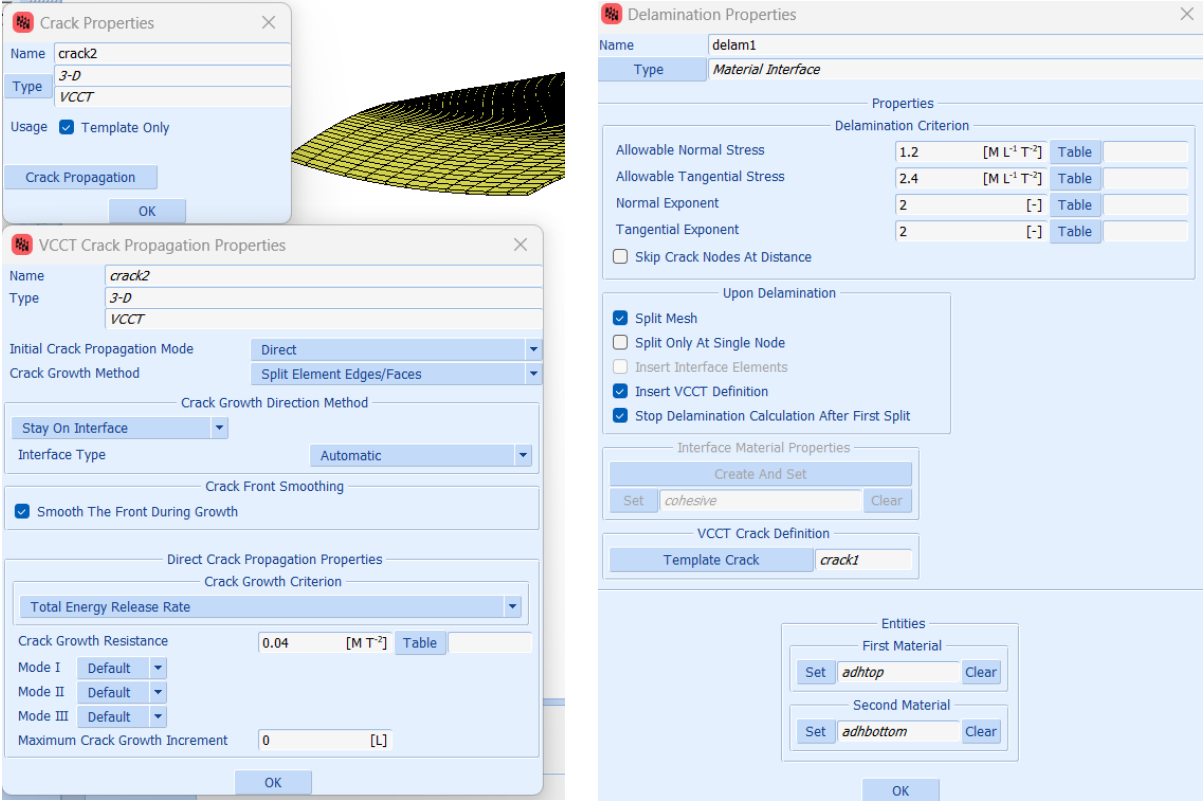 Crack Properties
Name crack2
Type 3-D
VCCT
Usage Template Only
Crack Propagation
OK
VCCT Crack Propagation Properties
Name crack2
Type 3-D
VCCT
Initial Crack Propagation Mode Direct
Crack Growth Method Split Element Edges/Faces
Crack Growth Direction Method
Stay On Interface
Interface Type Automatic
Crack Front Smoothing
Smooth The Front During Growth
Direct Crack Propagation Properties
Crack Growth Criterion
Total Energy Release Rate
Crack Growth Resistance 0.04 [M T⁻²] Table
Mode I Default
Mode II Default
Mode III Default
Maximum Crack Growth Increment 0 [L]
OK
Delamination Properties
Name delam1
Type Material Interface
Properties
Delamination Criterion
Allowable Normal Stress 1.2 [M L⁻¹ T⁻²] Table
Allowable Tangential Stress 2.4 [M L⁻¹ T⁻²] Table
Normal Exponent 2 [-] Table
Tangential Exponent 2 [-] Table
Skip Crack Nodes At Distance
Upon Delamination
Split Mesh
Split Only At Single Node
Insert Interface Elements
Insert VCCT Definition
Stop Delamination Calculation After First Split
Interface Material Properties
Create And Set
Set cohesive Clear
VCCT Crack Definition
Template Crack crack1
Entities
First Material
Set adhtop Clear
Second Material
Set adhbottom Clear
OK